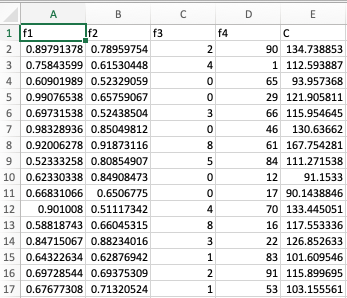 A B C D E
1 f1 f2 f3 f4 C
2 0.89791378 0.78959754 2 90 134.738853
3 0.75843599 0.61530448 4 1 112.593887
4 0.60901989 0.52329059 0 65 93.957368
5 0.99076538 0.65759067 0 29 121.905811
6 0.69731538 0.52438504 3 66 115.954645
7 0.98328936 0.85049812 0 46 130.63662
8 0.92006278 0.91873116 8 61 167.754281
9 0.52333258 0.80854907 5 84 111.271538
10 0.62330338 0.84908473 0 12 91.1533
11 0.66831066 0.6506775 0 17 90.1438846
12 0.901008 0.51117342 4 70 133.445051
13 0.58818743 0.66045315 8 16 117.553336
14 0.84715067 0.88234016 3 22 126.852633
15 0.64322634 0.62876942 1 83 101.609546
16 0.69728544 0.69375309 2 91 115.899695
17 0.67677308 0.71320524 1 53 103.155561